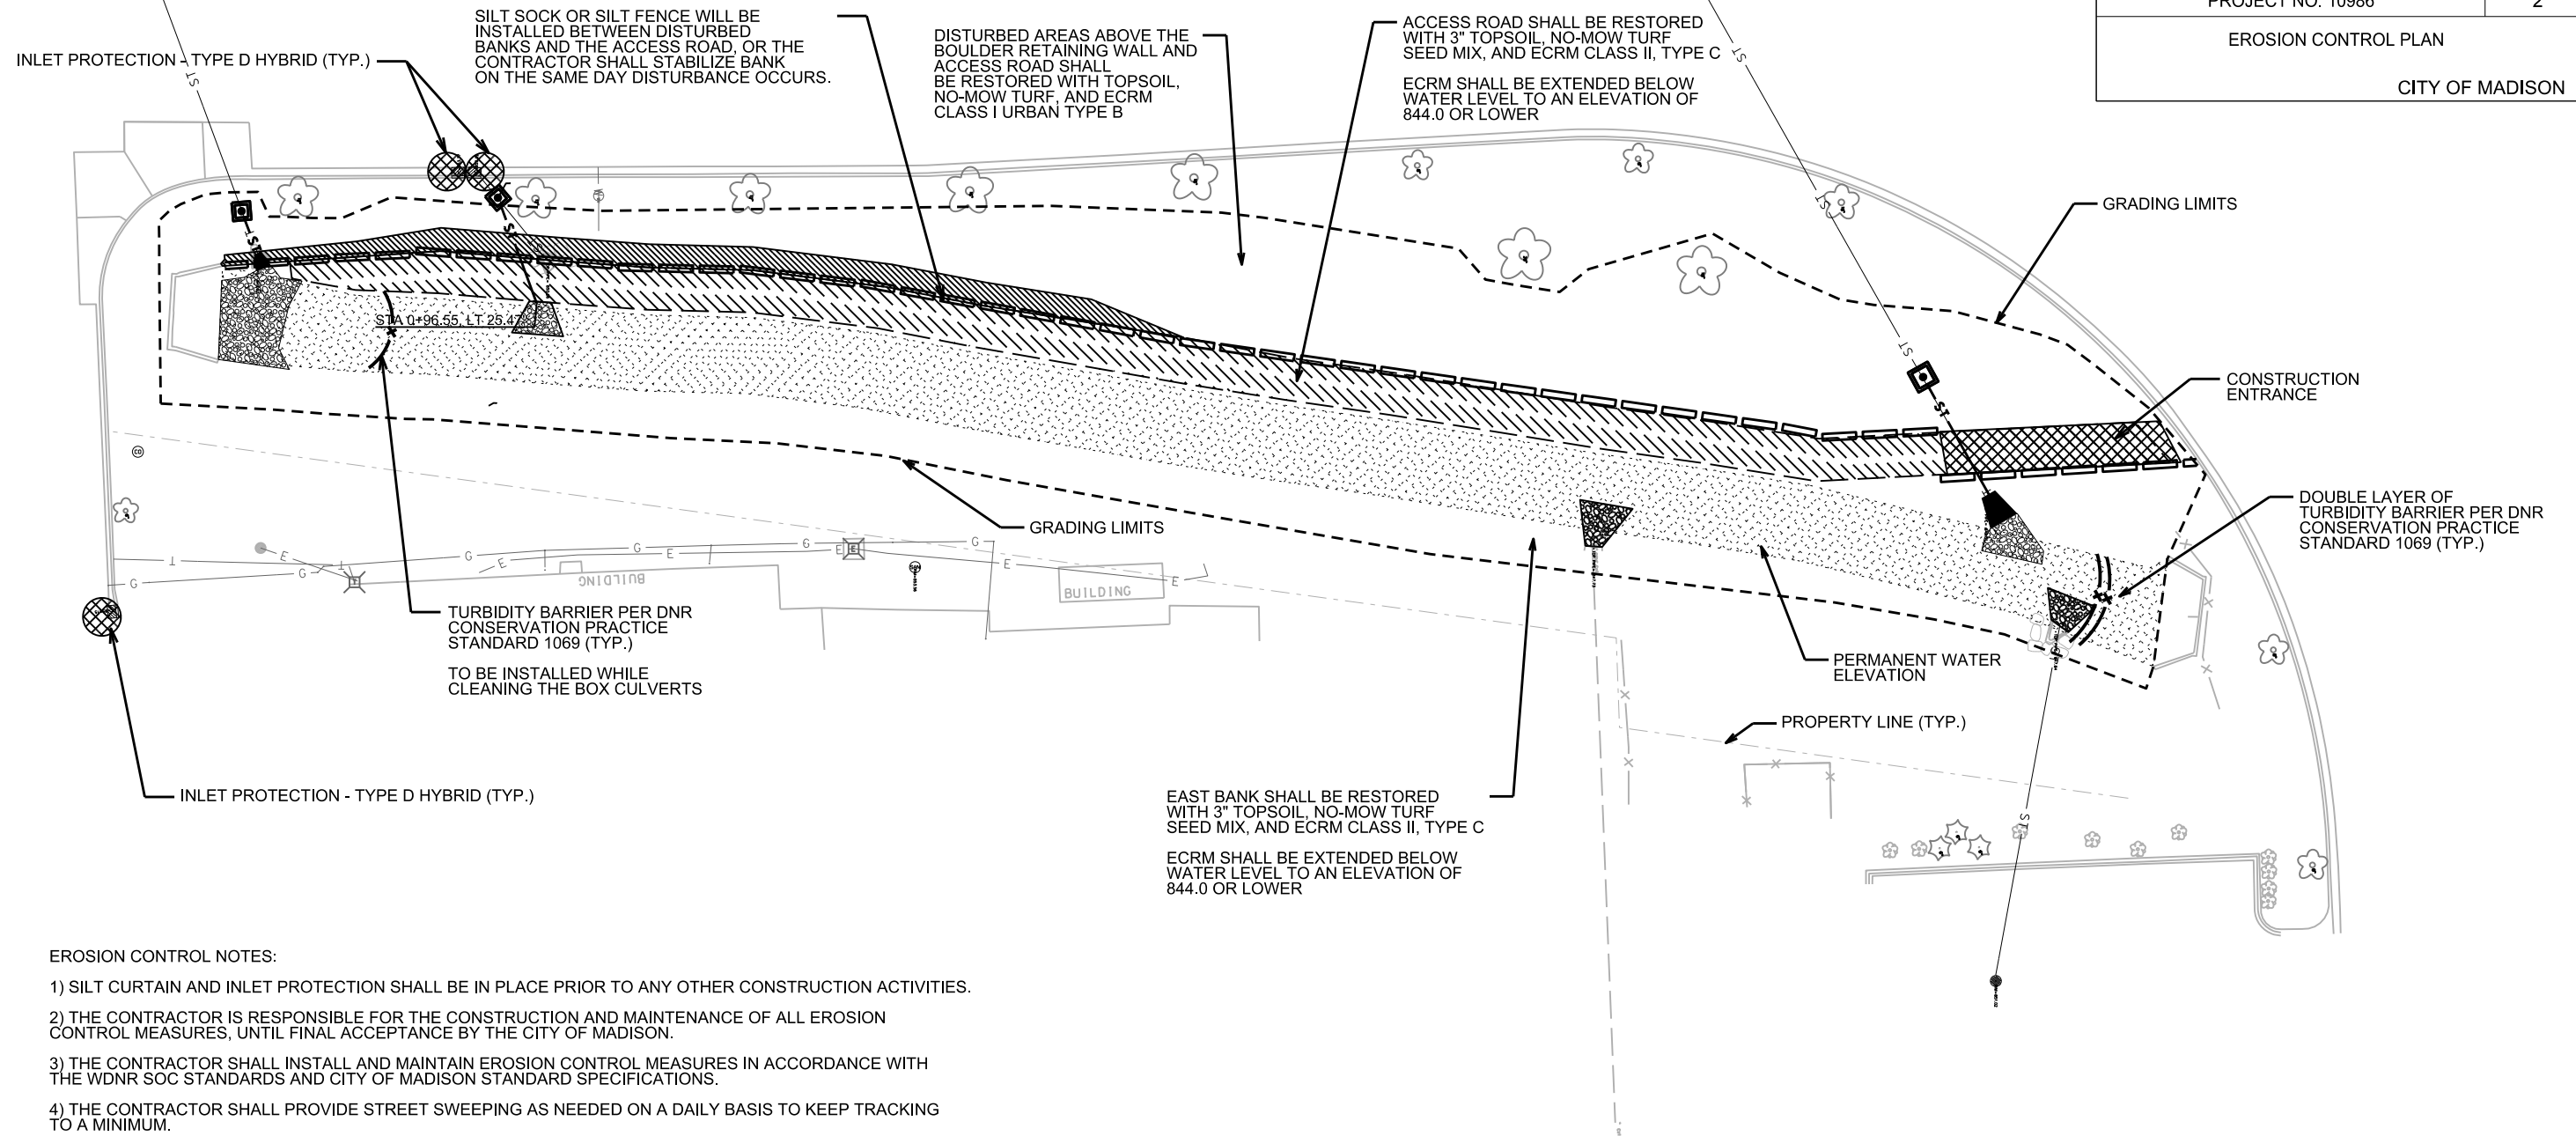 PROJECT NO. 10986
2
EROSION CONTROL PLAN
CITY OF MADISON
SILT SOCK OR SILT FENCE WILL BE
INSTALLED BETWEEN DISTURBED
BANKS AND THE ACCESS ROAD, OR THE
CONTRACTOR SHALL STABILIZE BANK
ON THE SAME DAY DISTURBANCE OCCURS.
INLET PROTECTION - TYPE D HYBRID (TYP.)
DISTURBED AREAS ABOVE THE
BOULDER RETAINING WALL AND
ACCESS ROAD SHALL
BE RESTORED WITH TOPSOIL,
NO-MOW TURF, AND ECRM
CLASS I URBAN TYPE B
ACCESS ROAD SHALL BE RESTORED
WITH 3" TOPSOIL, NO-MOW TURF
SEED MIX, AND ECRM CLASS II, TYPE C
ECRM SHALL BE EXTENDED BELOW
WATER LEVEL TO AN ELEVATION OF
844.0 OR LOWER
ST
ST
ST
ST
ST
ST
ST
GRADING LIMITS
STA 0+96.55, LT 25.4
CONSTRUCTION
ENTRANCE
CO
GRADING LIMITS
DOUBLE LAYER OF
TURBIDITY BARRIER PER DNR
CONSERVATION PRACTICE
STANDARD 1069 (TYP.)
E
T
T
G
G
G
G
G
G
E
E
E
E
E
E
BUILDING
BUILDING
TURBIDITY BARRIER PER DNR
CONSERVATION PRACTICE
STANDARD 1069 (TYP.)
TO BE INSTALLED WHILE
CLEANING THE BOX CULVERTS
PERMANENT WATER
ELEVATION
PROPERTY LINE (TYP.)
INLET PROTECTION - TYPE D HYBRID (TYP.)
EAST BANK SHALL BE RESTORED
WITH 3" TOPSOIL, NO-MOW TURF
SEED MIX, AND ECRM CLASS II, TYPE C
ECRM SHALL BE EXTENDED BELOW
WATER LEVEL TO AN ELEVATION OF
844.0 OR LOWER
ST
EROSION CONTROL NOTES:
1) SILT CURTAIN AND INLET PROTECTION SHALL BE IN PLACE PRIOR TO ANY OTHER CONSTRUCTION ACTIVITIES.
2) THE CONTRACTOR IS RESPONSIBLE FOR THE CONSTRUCTION AND MAINTENANCE OF ALL EROSION
CONTROL MEASURES, UNTIL FINAL ACCEPTANCE BY THE CITY OF MADISON.
3) THE CONTRACTOR SHALL INSTALL AND MAINTAIN EROSION CONTROL MEASURES IN ACCORDANCE WITH
THE WDNR SOC STANDARDS AND CITY OF MADISON STANDARD SPECIFICATIONS.
4) THE CONTRACTOR SHALL PROVIDE STREET SWEEPING AS NEEDED ON A DAILY BASIS TO KEEP TRACKING
TO A MINIMUM.